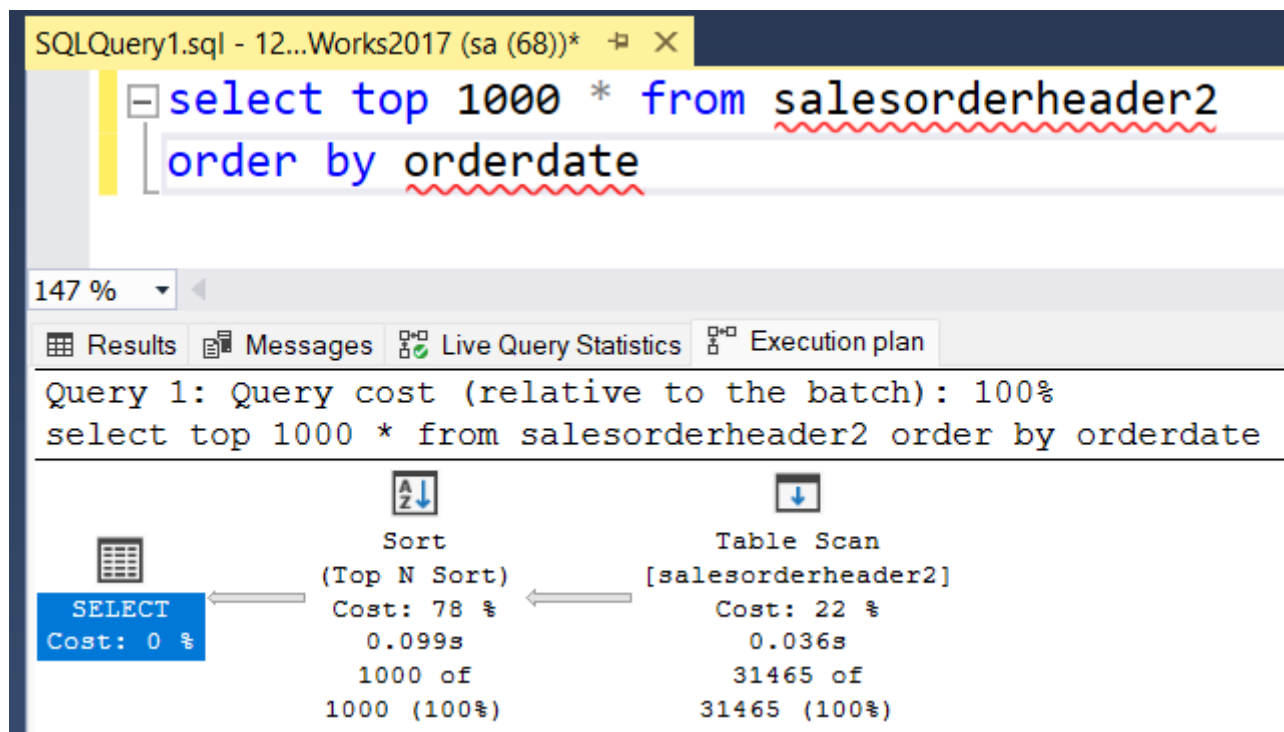 SQLQuery1.sql - 12...Works2017 (sa (68))*
select top 1000 * from salesorderheader2
order by orderdate
147 %
Results Messages Live Query Statistics Execution plan
Query 1: Query cost (relative to the batch): 100%
select top 1000 * from salesorderheader2 order by orderdate
SELECT
Cost: 0 %
Sort
(Top N Sort)
Cost: 78 %
0.099s
1000 of
1000 (100%)
Table Scan
[salesorderheader2]
Cost: 22 %
0.036s
31465 of
31465 (100%)